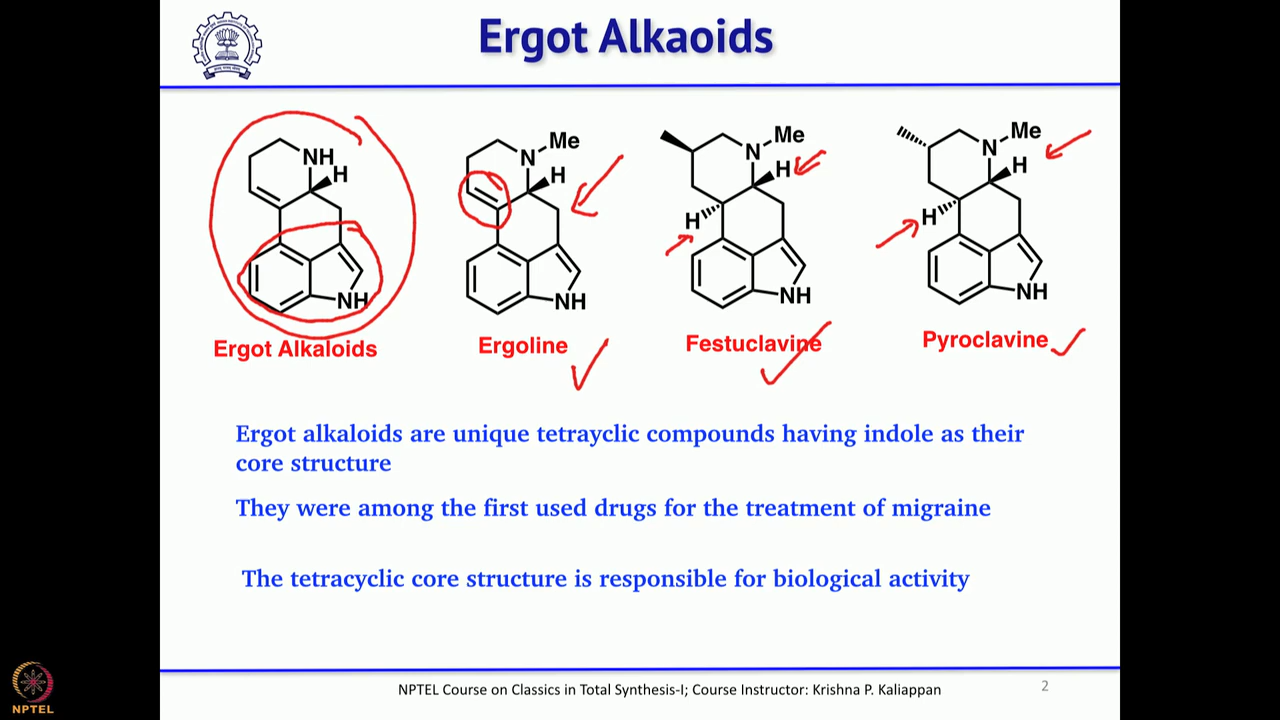 Ergot Alkaoids
NH
H
NH
Ergot Alkaloids
N
Me
H
NH
Ergoline
N
Me
H
H
NH
Festuclavine
N
Me
H
H
NH
Pyroclavine
Ergot alkaloids are unique tetrayclic compounds having indole as their
core structure
They were among the first used drugs for the treatment of migraine
The tetracyclic core structure is responsible for biological activity
NPTEL Course on Classics in Total Synthesis-I; Course Instructor: Krishna P. Kaliappan
2
NPTEL